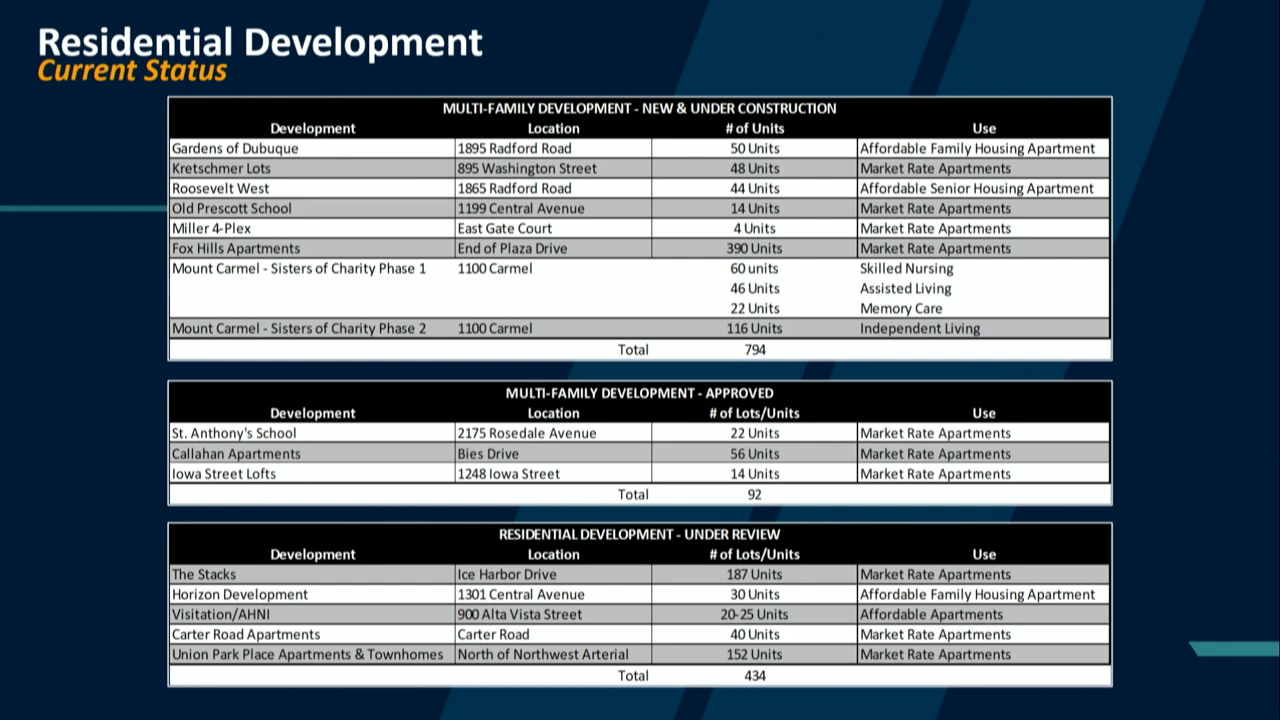 Residential Development
Current Status
MULTI-FAMILY DEVELOPMENT - NEW & UNDER CONSTRUCTION
Development Location # of Units Use
Gardens of Dubuque 1895 Radford Road 50 Units Affordable Family Housing Apartment
Kretschmer Lots 895 Washington Street 48 Units Market Rate Apartments
Roosevelt West 1865 Radford Road 44 Units Affordable Senior Housing Apartment
Old Prescott School 1199 Central Avenue 14 Units Market Rate Apartments
Miller 4-Plex East Gate Court 4 Units Market Rate Apartments
Fox Hills Apartments End of Plaza Drive 390 Units Market Rate Apartments
Mount Carmel - Sisters of Charity Phase 1 1100 Carmel 60 units Skilled Nursing
46 Units Assisted Living
22 Units Memory Care
Mount Carmel - Sisters of Charity Phase 2 1100 Carmel 116 Units Independent Living
Total 794
MULTI-FAMILY DEVELOPMENT - APPROVED
Development Location # of Lots/Units Use
St. Anthony's School 2175 Rosedale Avenue 22 Units Market Rate Apartments
Callahan Apartments Bies Drive 56 Units Market Rate Apartments
Iowa Street Lofts 1248 Iowa Street 14 Units Market Rate Apartments
Total 92
RESIDENTIAL DEVELOPMENT - UNDER REVIEW
Development Location # of Lots/Units Use
The Stacks Ice Harbor Drive 187 Units Market Rate Apartments
Horizon Development 1301 Central Avenue 30 Units Affordable Family Housing Apartment
Visitation/AHNI 900 Alta Vista Street 20-25 Units Affordable Apartments
Carter Road Apartments Carter Road 40 Units Market Rate Apartments
Union Park Place Apartments & Townhomes North of Northwest Arterial 152 Units Market Rate Apartments
Total 434